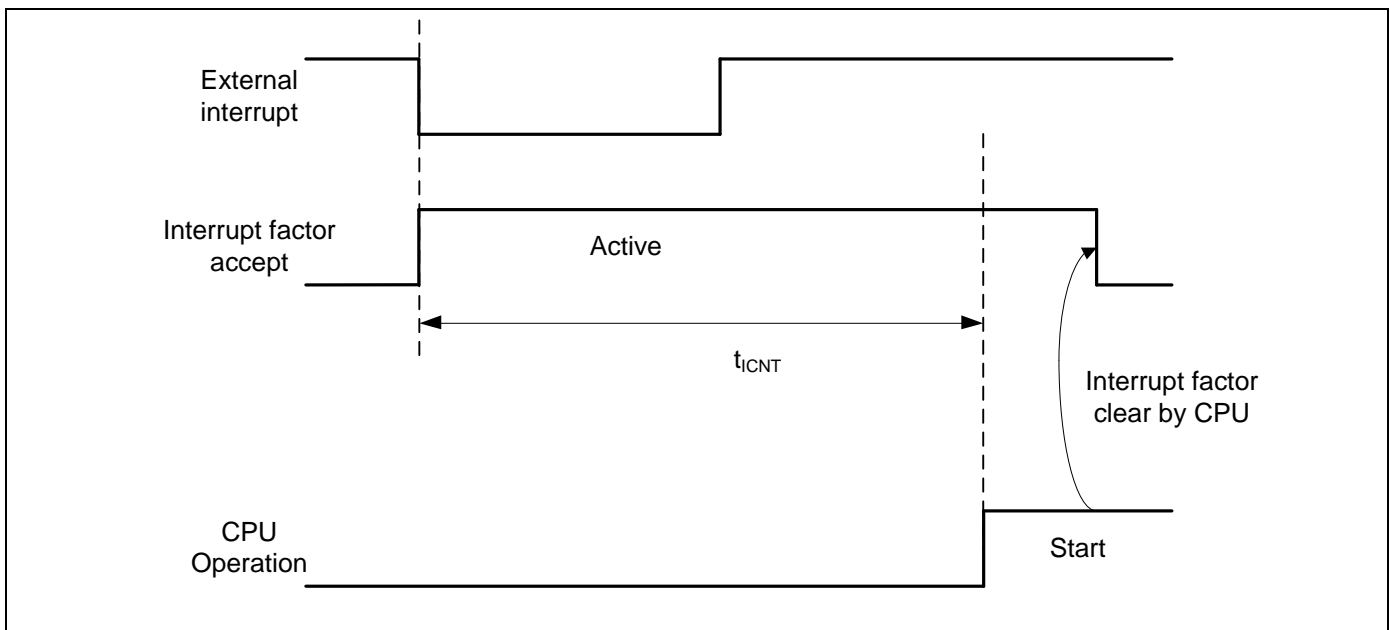 External
interrupt
Interrupt factor
accept
Active
tICNT
Interrupt factor
clear by CPU
CPU
Operation
Start